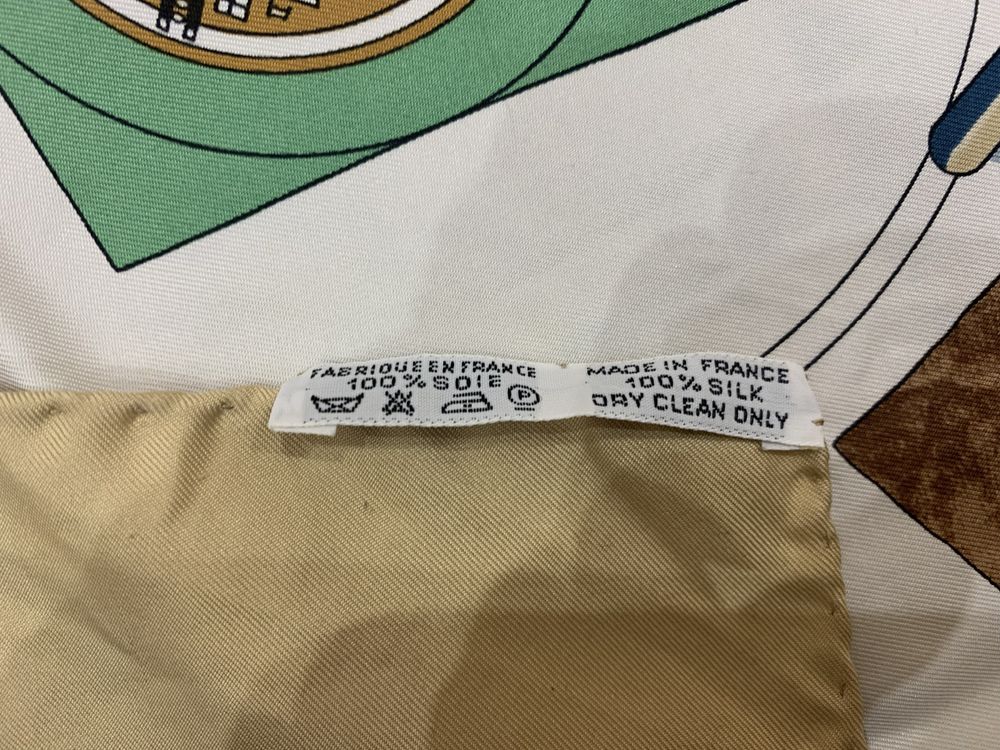 FABRIQUE EN FRANCE
100% SOIE
P
MADE IN FRANCE
100% SILK
DRY CLEAN ONLY